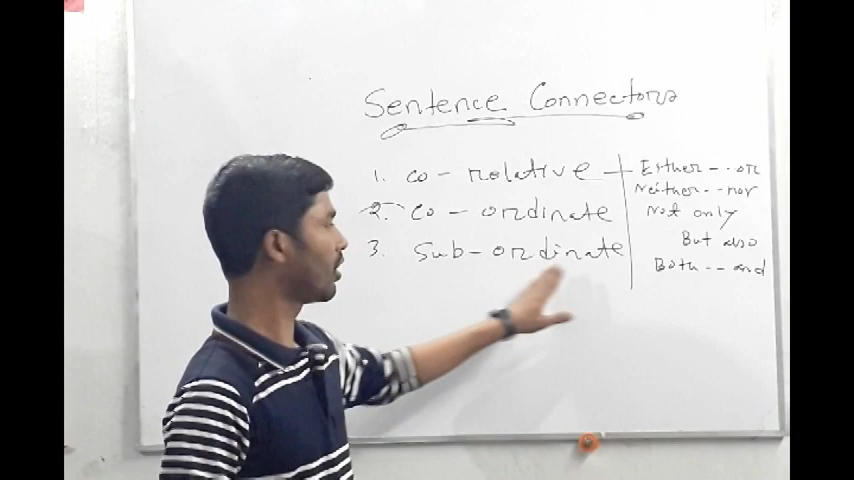 Sentence Connectors
1. co - relative
2. co - ordinate
3. Sub - ordinate
Either - - or
Neither - - nor
Not only
But also
Both - - and